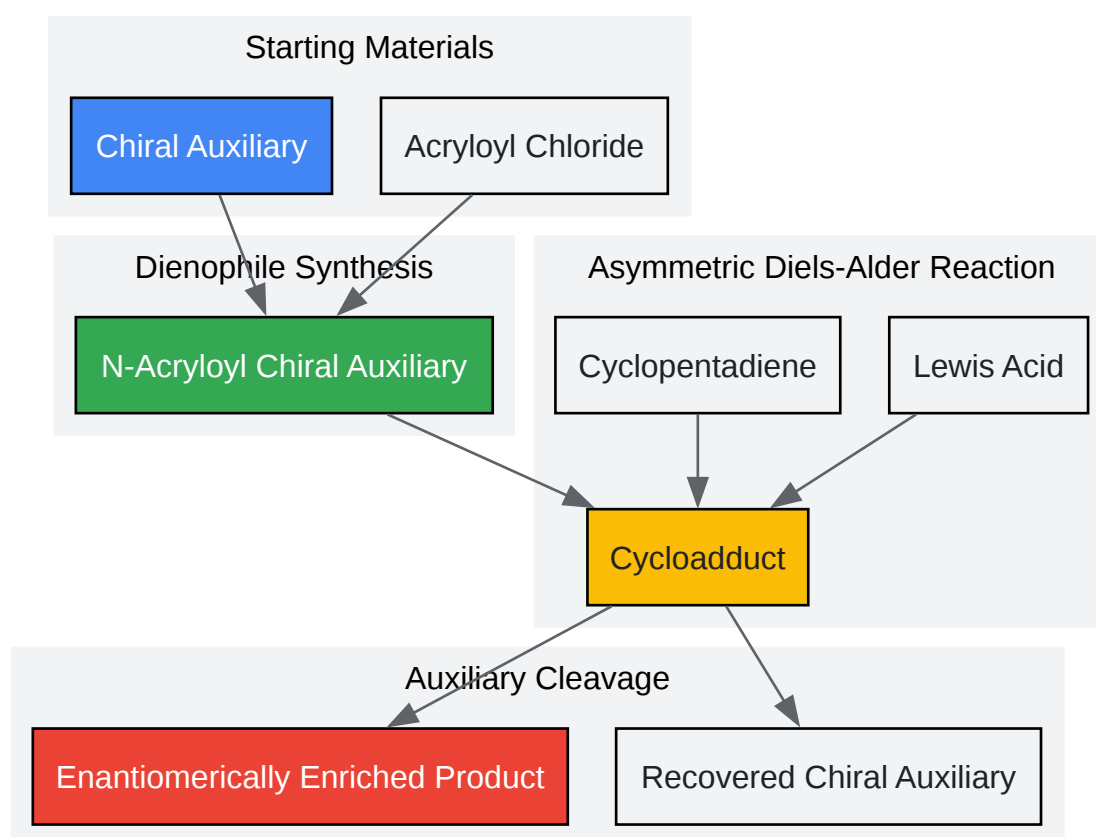 Starting Materials
Chiral Auxiliary
Acryloyl Chloride
Dienophile Synthesis
N-Acryloyl Chiral Auxiliary
Asymmetric Diels-Alder Reaction
Cyclopentadiene
Lewis Acid
Cycloadduct
Auxiliary Cleavage
Enantiomerically Enriched Product
Recovered Chiral Auxiliary